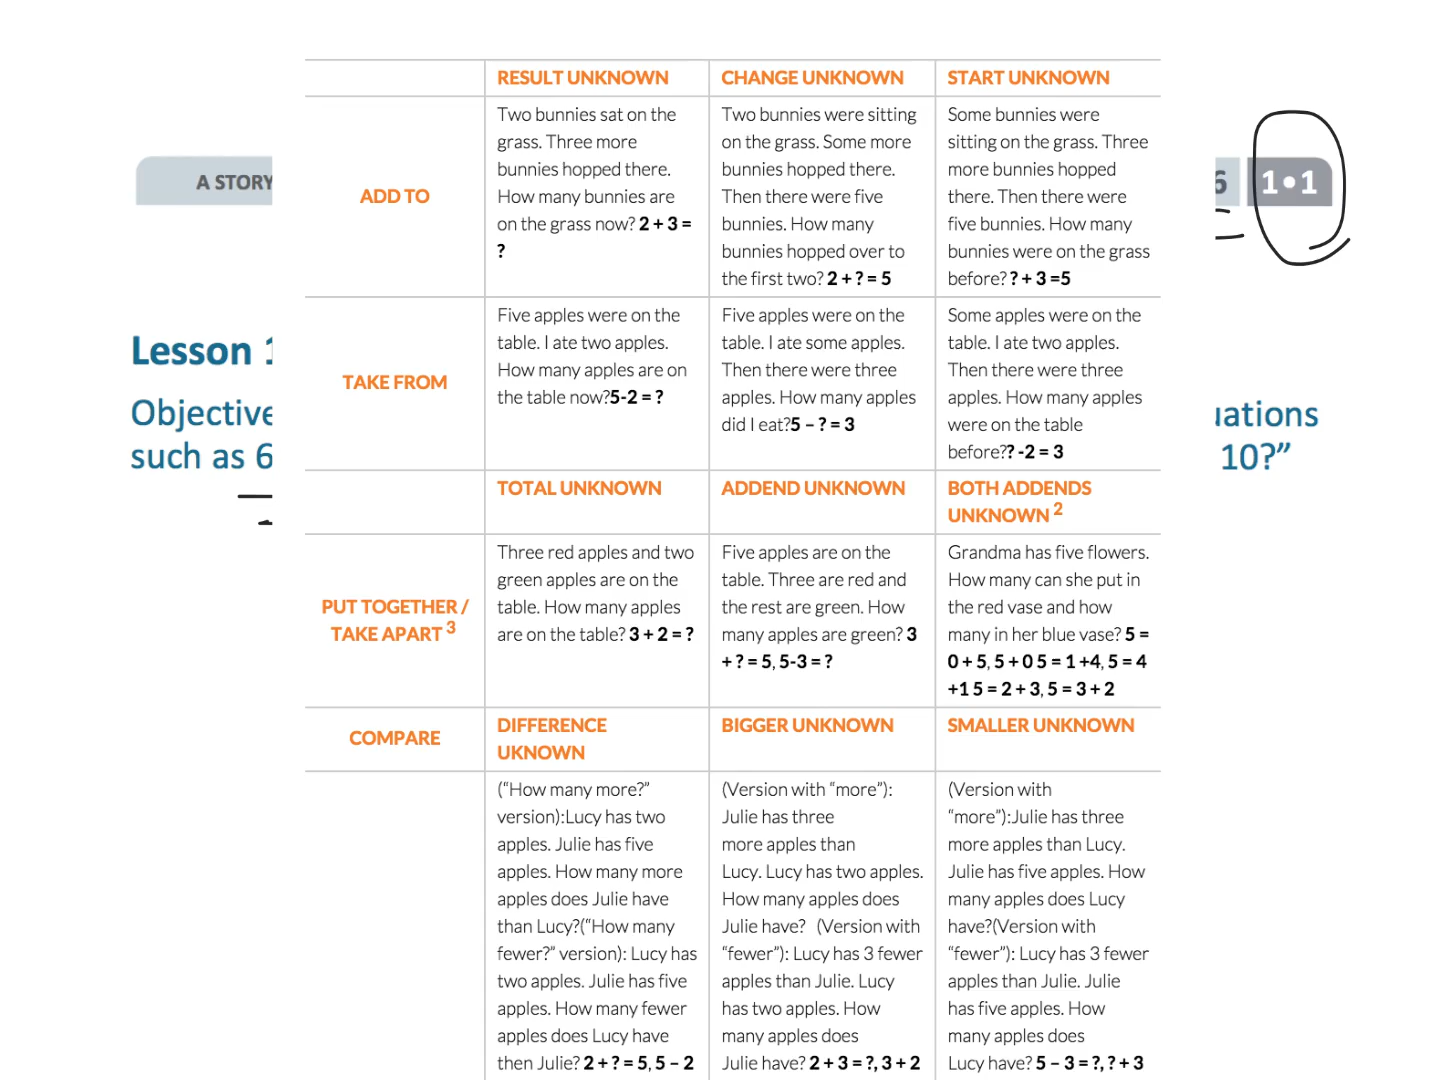 RESULT UNKNOWN
CHANGE UNKNOWN
START UNKNOWN
ADD TO
Two bunnies sat on the
grass. Three more
bunnies hopped there.
How many bunnies are
on the grass now? 2 + 3 =
?
Two bunnies were sitting
on the grass. Some more
bunnies hopped there.
Then there were five
bunnies. How many
bunnies hopped over to
the first two? 2 + ? = 5
Some bunnies were
sitting on the grass. Three
more bunnies hopped
there. Then there were
five bunnies. How many
bunnies were on the grass
before? ? + 3 =5
A STORY
6
1•1
TAKE FROM
Five apples were on the
table. I ate two apples.
How many apples are on
the table now?5-2 = ?
Five apples were on the
table. I ate some apples.
Then there were three
apples. How many apples
did I eat?5 – ? = 3
Some apples were on the
table. I ate two apples.
Then there were three
apples. How many apples
were on the table
before?? -2 = 3
Lesson 1
Objective
such as 6
uations
10?”
TOTAL UNKNOWN
ADDEND UNKNOWN
BOTH ADDENDS
UNKNOWN 2
PUT TOGETHER /
TAKE APART 3
Three red apples and two
green apples are on the
table. How many apples
are on the table? 3 + 2 = ?
Five apples are on the
table. Three are red and
the rest are green. How
many apples are green? 3
+ ? = 5, 5-3 = ?
Grandma has five flowers.
How many can she put in
the red vase and how
many in her blue vase? 5 =
0 + 5, 5 + 0 5 = 1 +4, 5 = 4
+1 5 = 2 + 3, 5 = 3 + 2
COMPARE
DIFFERENCE
UKNOWN
BIGGER UNKNOWN
SMALLER UNKNOWN
(“How many more?”
version):Lucy has two
apples. Julie has five
apples. How many more
apples does Julie have
than Lucy?(“How many
fewer?” version): Lucy has
two apples. Julie has five
apples. How many fewer
apples does Lucy have
then Julie? 2 + ? = 5, 5 – 2
(Version with “more”):
Julie has three
more apples than
Lucy. Lucy has two apples.
How many apples does
Julie have? (Version with
“fewer”): Lucy has 3 fewer
apples than Julie. Lucy
has two apples. How
many apples does
Julie have? 2 + 3 = ?, 3 + 2
(Version with
“more”):Julie has three
more apples than Lucy.
Julie has five apples. How
many apples does Lucy
have?(Version with
“fewer”): Lucy has 3 fewer
apples than Julie. Julie
has five apples. How
many apples does
Lucy have? 5 – 3 = ?, ? + 3